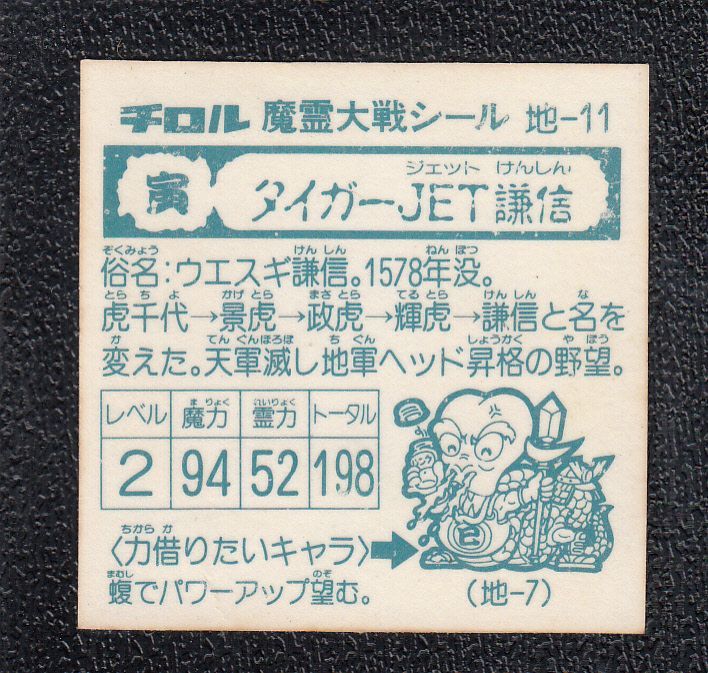 チロル 魔霊大戦シール 地-11
寅 タイガーJET謙信
ジェット けんしん
ぞくみょう けんしん ねん ぼつ
俗名:ウエスギ謙信。1578年没。
とら ちよ かげとら まさとら てるとら けんしん な
虎千代→景虎→政虎→輝虎→謙信と名を
か てんぐんほろぼ ちぐん しょうかく やぼう
変えた。天軍滅し地軍ヘッド昇格の野望。
レベル 魔力 霊力 トータル
まりょく れいりょく
2 94 52 198
ちからか
〈力借りたいキャラ〉
まむし のぞ
蝮でパワーアップ望む。
(地-7)